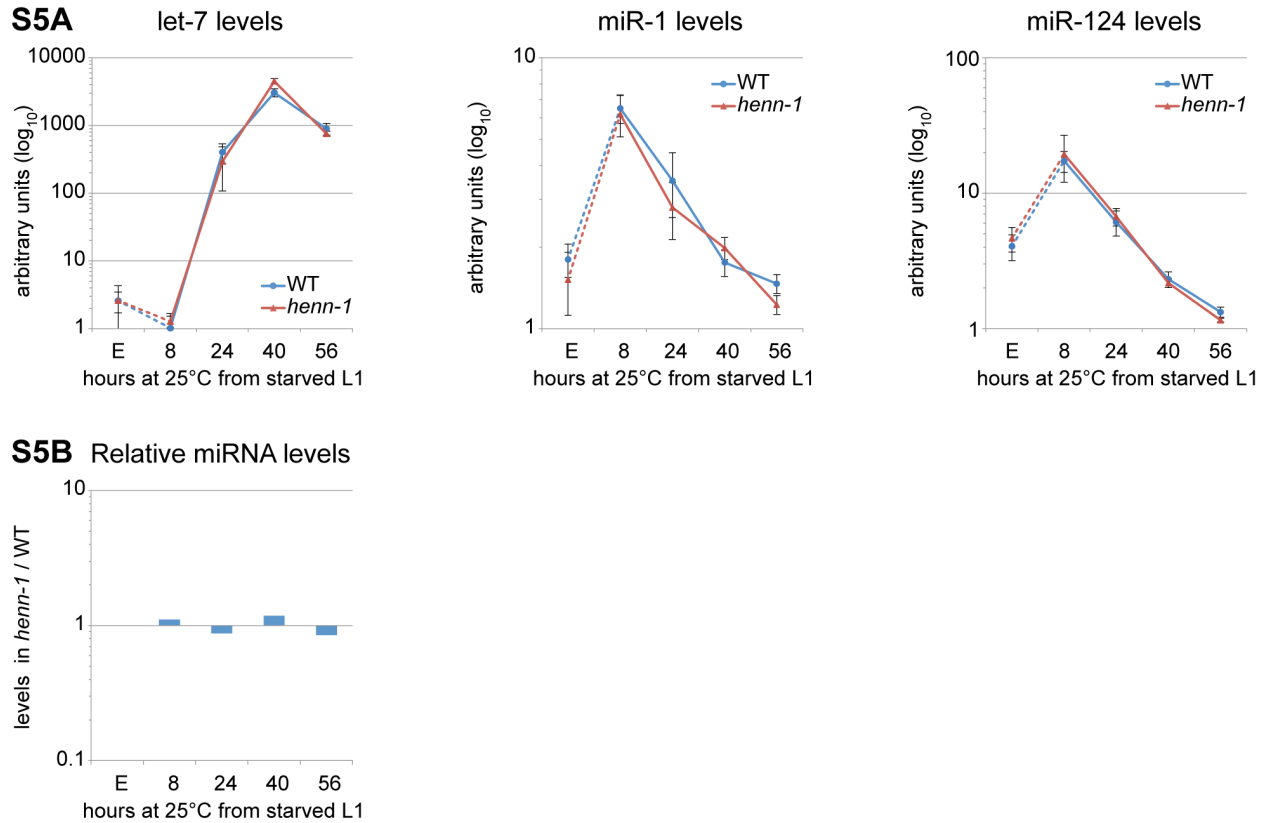 S5A
let-7 levels
10000
1000
100
10
1
arbitrary units (log10)
WT
henn-1
E 8 24 40 56
hours at 25°C from starved L1
miR-1 levels
10
1
arbitrary units (log10)
WT
henn-1
E 8 24 40 56
hours at 25°C from starved L1
miR-124 levels
100
10
1
arbitrary units (log10)
WT
henn-1
E 8 24 40 56
hours at 25°C from starved L1
S5B Relative miRNA levels
10
1
0.1
levels in henn-1 / WT
E 8 24 40 56
hours at 25°C from starved L1